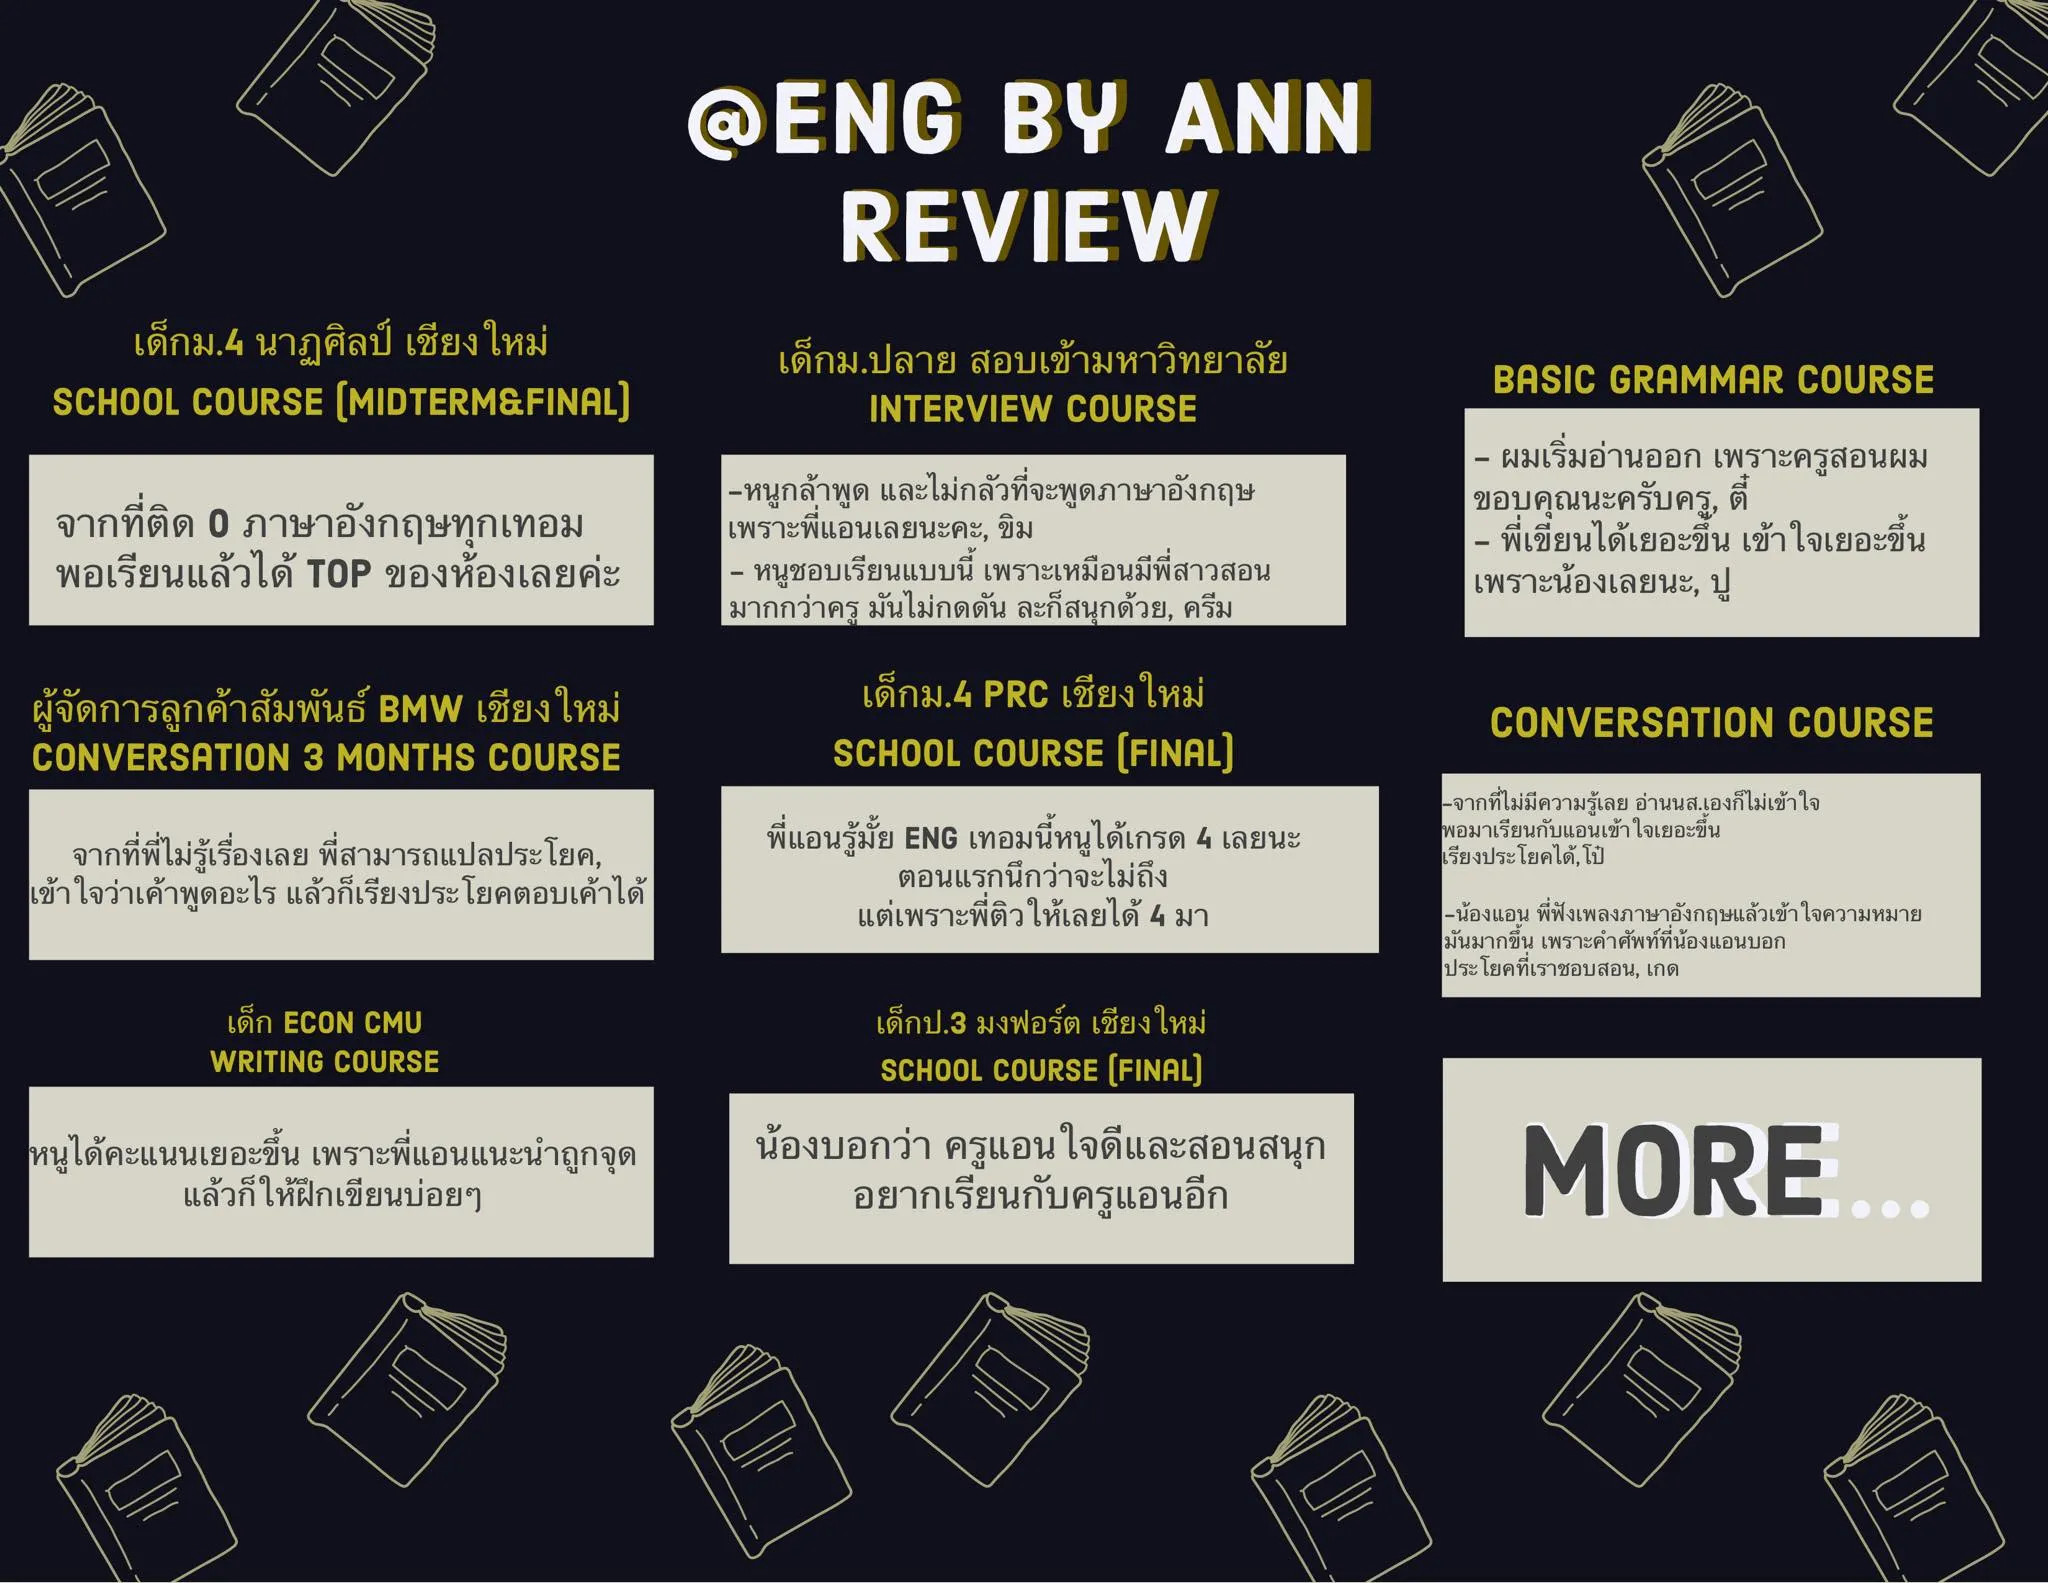 @ENG BY ANN
REVIEW
เด็กม.4 นาฏศิลป์ เชียงใหม่
SCHOOL COURSE (MIDTERM&FINAL)
จากที่ติด 0 ภาษาอังกฤษทุกเทอม
พอเรียนแล้วได้ TOP ของห้องเลยค่ะ
เด็กม.ปลาย สอบเข้ามหาวิทยาลัย
INTERVIEW COURSE
-หนูกล้าพูด และไม่กลัวที่จะพูดภาษาอังกฤษ
เพราะพี่แอนเลยนะคะ, ขิม
- หนูชอบเรียนแบบนี้ เพราะเหมือนมีพี่สาวสอน
มากกว่าครู มันไม่กดดัน ละก็สนุกด้วย, ครีม
BASIC GRAMMAR COURSE
- ผมเริ่มอ่านออก เพราะครูสอนผม
ขอบคุณนะครับครู, ตี๋
- พี่เขียนได้เยอะขึ้น เข้าใจเยอะขึ้น
เพราะน้องเลยนะ, ปู
ผู้จัดการลูกค้าสัมพันธ์ BMW เชียงใหม่
CONVERSATION 3 MONTHS COURSE
จากที่พี่ไม่รู้เรื่องเลย พี่สามารถแปลประโยค,
เข้าใจว่าเค้าพูดอะไร แล้วก็เรียงประโยคตอบเค้าได้
เด็กม.4 PRC เชียงใหม่
SCHOOL COURSE (FINAL)
พี่แอนรู้มั้ย ENG เทอมนี้หนูได้เกรด 4 เลยนะ
ตอนแรกนึกว่าจะไม่ถึง
แต่เพราะพี่ติวให้เลยได้ 4 มา
CONVERSATION COURSE
-จากที่ไม่มีความรู้เลย อ่านนส.เองก็ไม่เข้าใจ
พอมาเรียนกับแอนเข้าใจเยอะขึ้น
เรียงประโยคได้,โป้
-น้องแอน พี่ฟังเพลงภาษาอังกฤษแล้วเข้าใจความหมาย
มันมากขึ้น เพราะคำศัพท์ที่น้องแอนบอก
ประโยคที่เราชอบสอน, เกด
เด็ก ECON CMU
WRITING COURSE
หนูได้คะแนนเยอะขึ้น เพราะพี่แอนแนะนำถูกจุด
แล้วก็ให้ฝึกเขียนบ่อยๆ
เด็กป.3 มงฟอร์ต เชียงใหม่
SCHOOL COURSE (FINAL)
น้องบอกว่า ครูแอนใจดีและสอนสนุก
อยากเรียนกับครูแอนอีก
MORE...